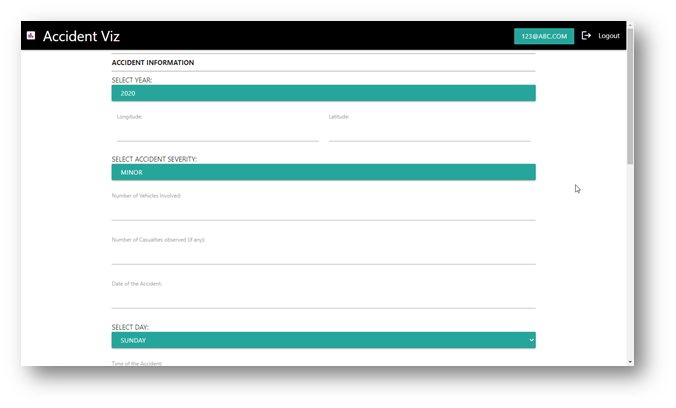 Accident Viz
123@ABC.COM
Logout
ACCIDENT INFORMATION
SELECT YEAR:
2020
Longitude: Latitude:
SELECT ACCIDENT SEVERITY:
MINOR
Number of Vehicles Involved:
Number of Casualties observed (if any):
Date of the Accident:
SELECT DAY:
SUNDAY
Time of the Accident: